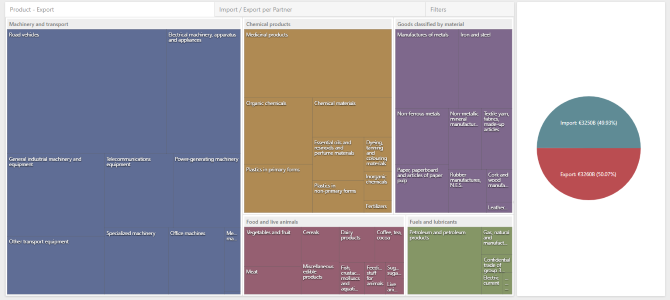 Product - Export
Import / Export per Partner
Filters
Machinery and transport
Road vehicles
Electrical machinery, apparatus
and appliances
General industrial machinery and
equipment
Telecommunications
equipment
Power-generating machinery
Other transport equipment
Specialized machinery
Office machines
Me...
Chemical products
Medicinal products
Organic chemicals
Chemical materials
Essential oils and
resinoids and
perfume materials
Dyeing,
tanning
and
colouring
materials
Plastics in primary forms
Inorganic
chemicals
Plastics in
non-primary forms
Fertilizers
Goods classified by material
Manufactures of metals
Iron and steel
Non-ferrous metals
Non-metallic
mineral
manufactur...
Textile yarn,
fabrics,
made-up
articles
Paper, paperboard
and articles of paper
pulp
Rubber
manufactures,
N.E.S.
Cork and
wood
manufa...
Leather
Food and live animals
Vegetables and fruit
Cereals
Dairy
products
Coffee, tea,
cocoa
Meat
Miscellaneous
edible
products
Fish,
crustac...
molluscs
and
aquati...
Feedi...
stuff
for
animals
Sug...
suga...
Live
ani...
Fuels and lubricants
Petroleum and petroleum
products
Gas, natural
and
manufact...
Confidential
trade of
group 3...
Electric
current
Import: €3250B (49.93%)
Export: €3260B (50.07%)